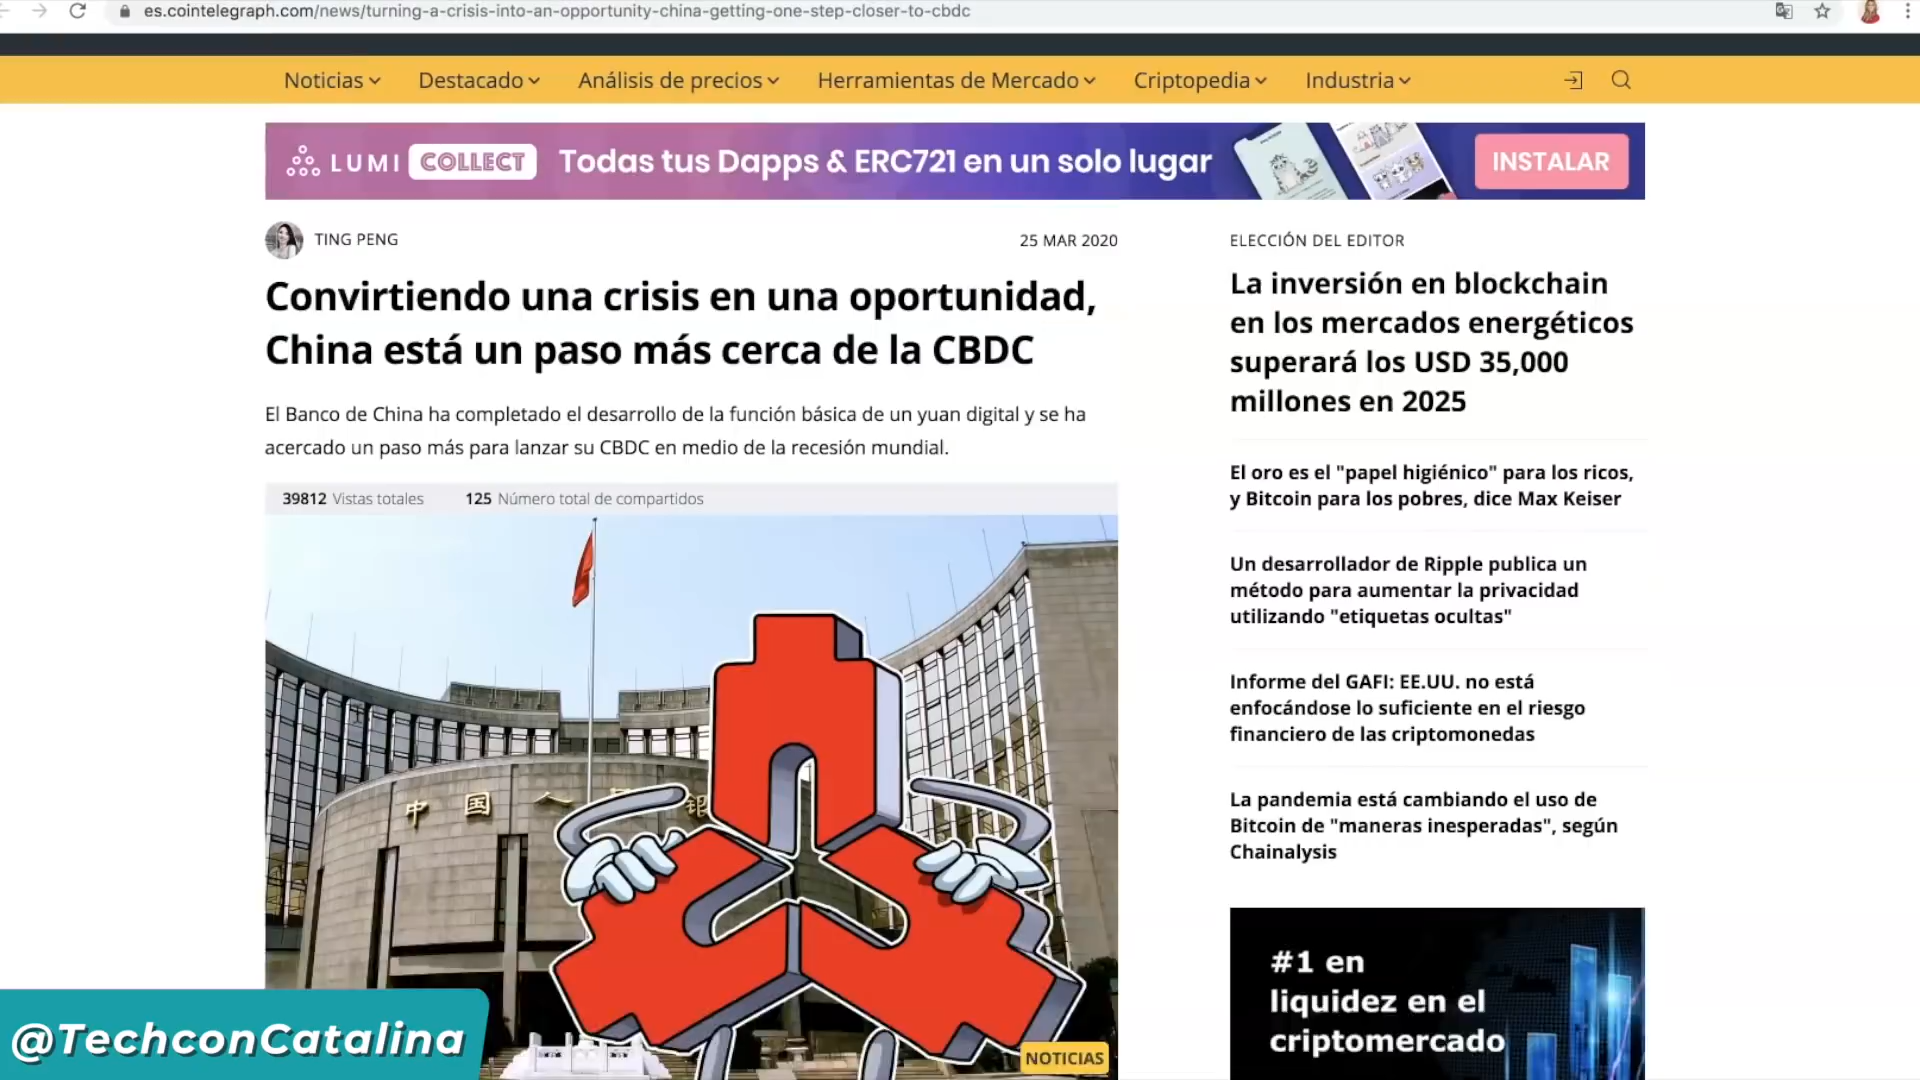 es.cointelegraph.com/news/turning-a-crisis-into-an-opportunity-china-getting-one-step-closer-to-cbdc
Noticias Destacado Análisis de precios Herramientas de Mercado Criptopedia Industria
LUMI COLLECT Todas tus Dapps & ERC721 en un solo lugar INSTALAR
TING PENG 25 MAR 2020
Convirtiendo una crisis en una oportunidad,
China está un paso más cerca de la CBDC
El Banco de China ha completado el desarrollo de la función básica de un yuan digital y se ha
acercado un paso más para lanzar su CBDC en medio de la recesión mundial.
39812 Vistas totales 125 Número total de compartidos
中国人 银
NOTICIAS
@TechconCatalina
ELECCIÓN DEL EDITOR
La inversión en blockchain
en los mercados energéticos
superará los USD 35,000
millones en 2025
El oro es el "papel higiénico" para los ricos,
y Bitcoin para los pobres, dice Max Keiser
Un desarrollador de Ripple publica un
método para aumentar la privacidad
utilizando "etiquetas ocultas"
Informe del GAFI: EE.UU. no está
enfocándose lo suficiente en el riesgo
financiero de las criptomonedas
La pandemia está cambiando el uso de
Bitcoin de "maneras inesperadas", según
Chainalysis
#1 en
liquidez en el
criptomercado